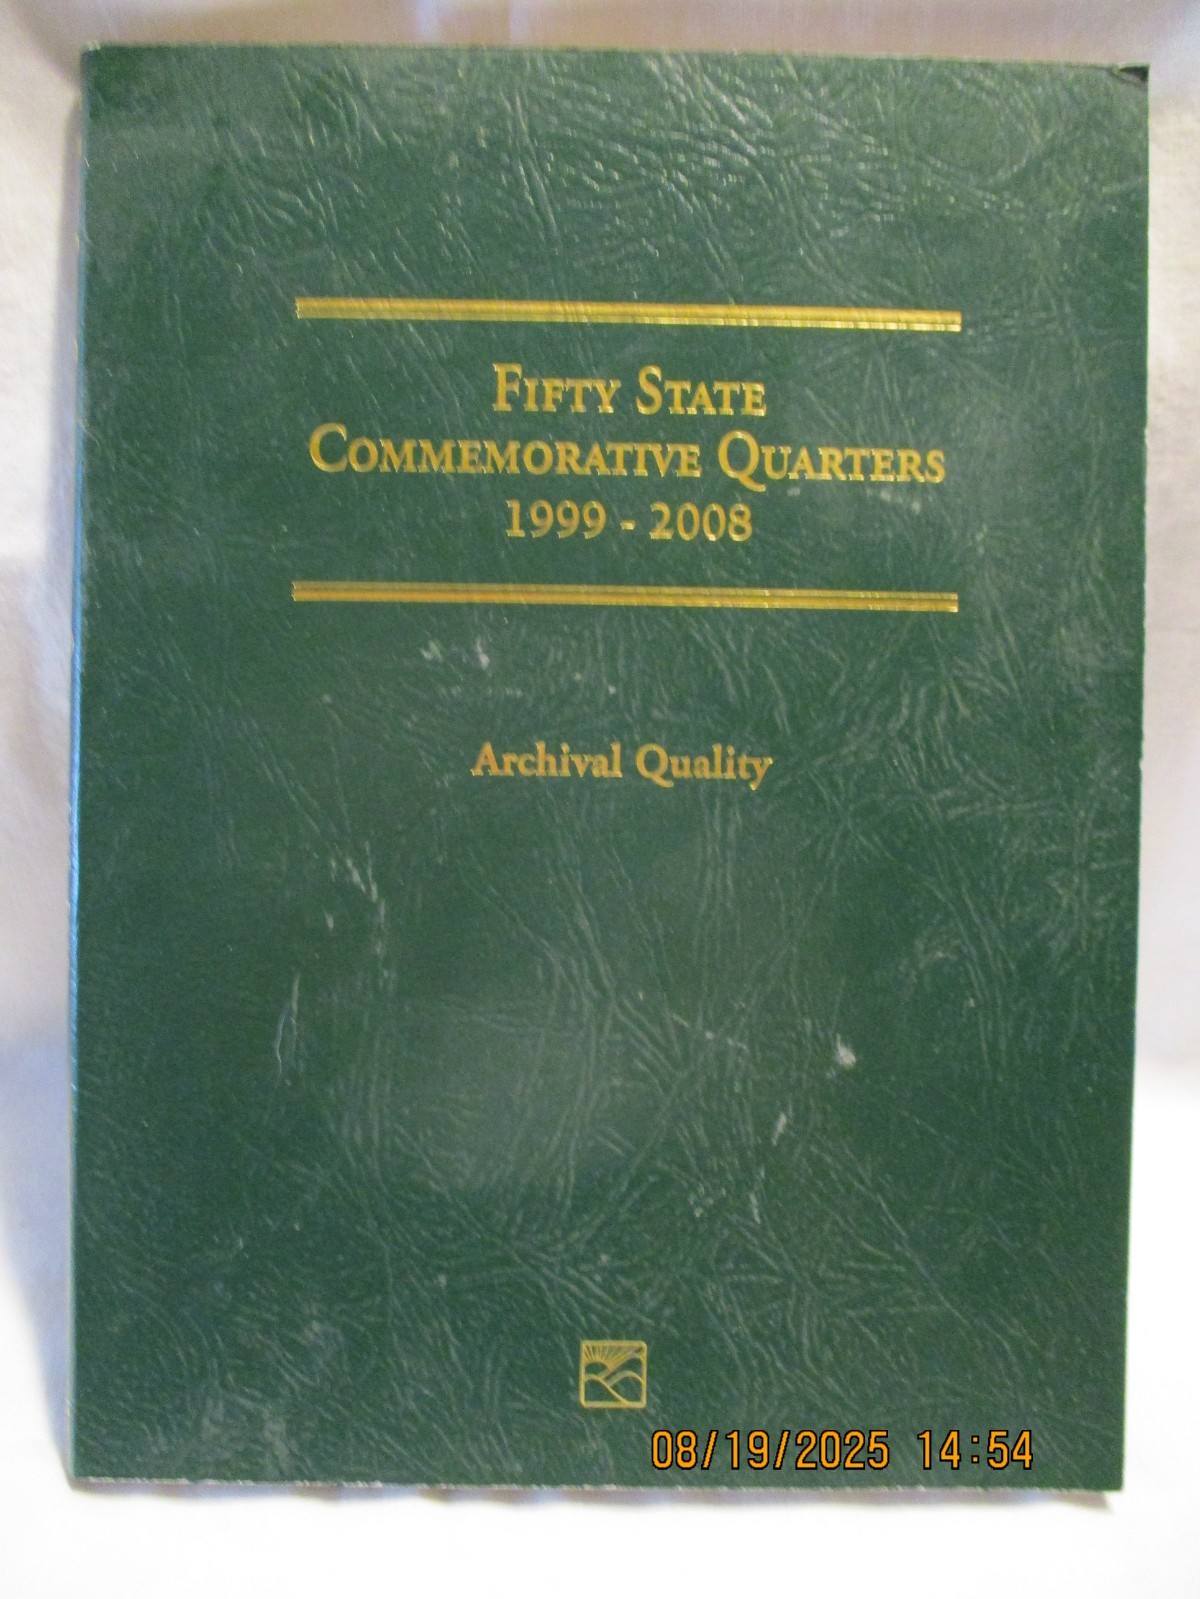 Fifty State
Commemorative Quarters
1999 - 2008
Archival Quality
08/19/2025 14:54